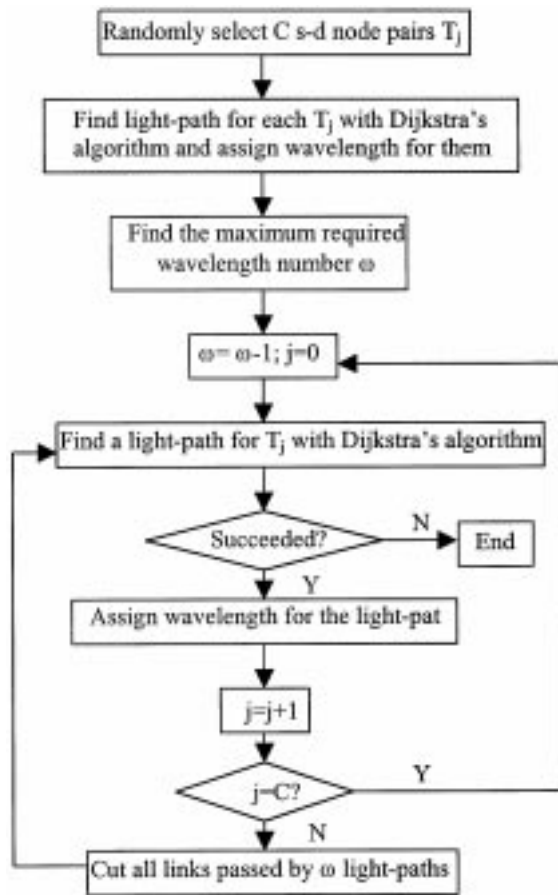 Randomly select C s-d node pairs Tj
Find light-path for each Tj with Dijkstra's
algorithm and assign wavelength for them
Find the maximum required
wavelength number ω
ω= ω-1; j=0
Find a light-path for Tj with Dijkstra's algorithm
Succeeded?
N
End
Y
Assign wavelength for the light-pat
j=j+1
j=C?
Y
N
Cut all links passed by ω light-paths